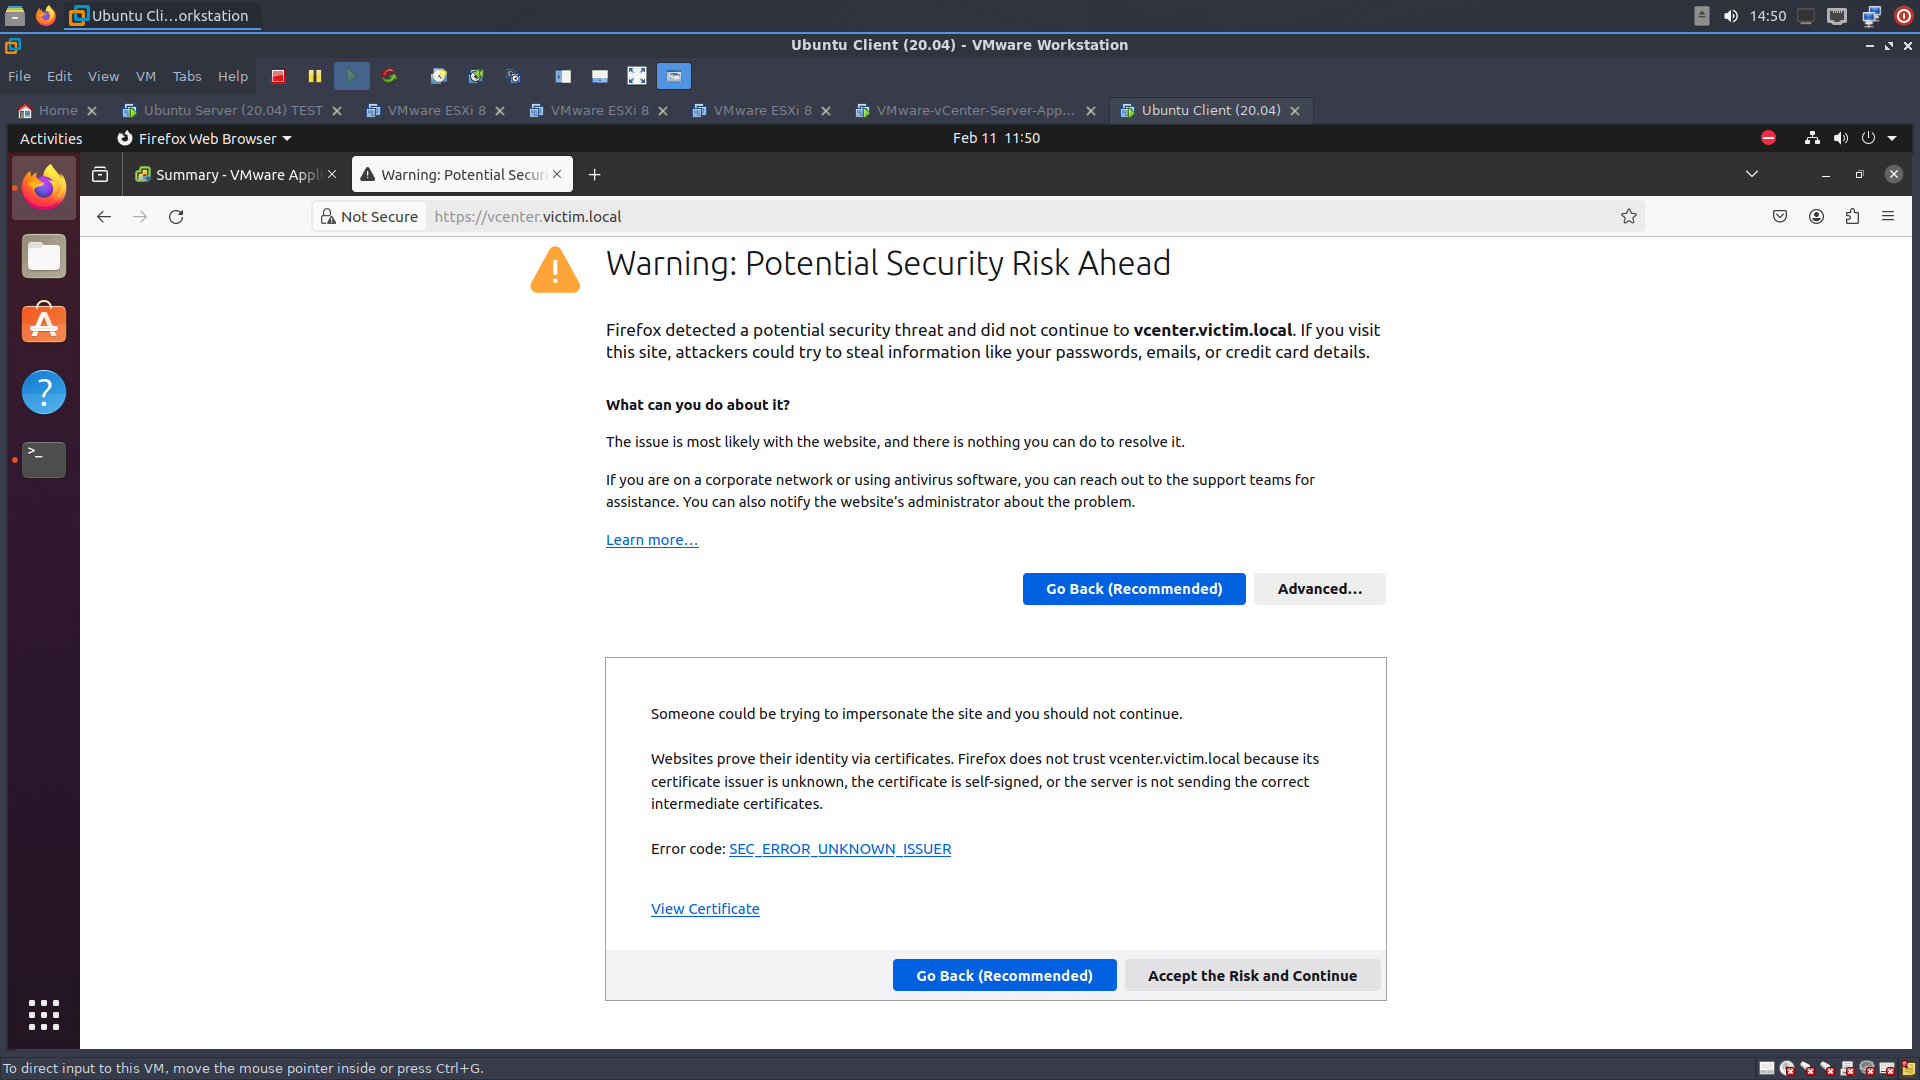 Ubuntu Cli...orkstation
14:50
Ubuntu Client (20.04) - VMware Workstation
File Edit View VM Tabs Help
Home
Ubuntu Server (20.04) TEST
VMware ESXi 8
VMware ESXi 8
VMware ESXi 8
VMware-vCenter-Server-App...
Ubuntu Client (20.04)
Activities
Firefox Web Browser
Feb 11 11:50
Summary - VMware Appli
Warning: Potential Securi
Not Secure
https://vcenter.victim.local
Warning: Potential Security Risk Ahead
Firefox detected a potential security threat and did not continue to vcenter.victim.local. If you visit
this site, attackers could try to steal information like your passwords, emails, or credit card details.
What can you do about it?
The issue is most likely with the website, and there is nothing you can do to resolve it.
If you are on a corporate network or using antivirus software, you can reach out to the support teams for
assistance. You can also notify the website’s administrator about the problem.
Learn more…
Go Back (Recommended)
Advanced…
Someone could be trying to impersonate the site and you should not continue.
Websites prove their identity via certificates. Firefox does not trust vcenter.victim.local because its
certificate issuer is unknown, the certificate is self-signed, or the server is not sending the correct
intermediate certificates.
Error code: SEC_ERROR_UNKNOWN_ISSUER
View Certificate
Go Back (Recommended)
Accept the Risk and Continue
To direct input to this VM, move the mouse pointer inside or press Ctrl+G.